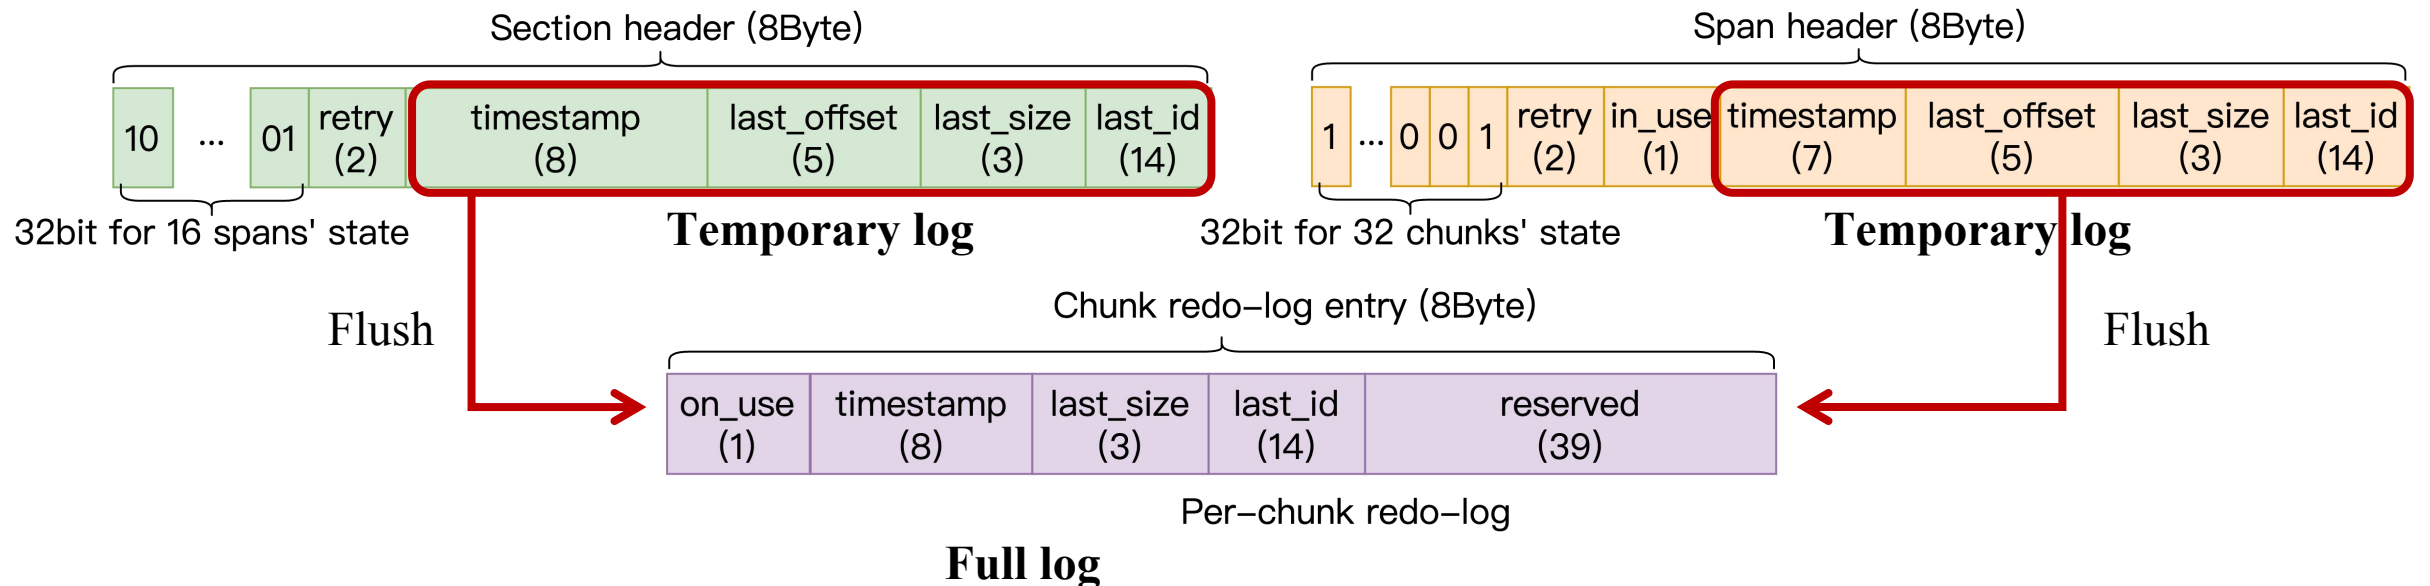 Section header (8Byte)
Span header (8Byte)
10 ... 01 retry (2) timestamp (8) last_offset (5) last_size (3) last_id (14)
1 ... 0 0 1 retry (2) in_use (1) timestamp (7) last_offset (5) last_size (3) last_id (14)
32bit for 16 spans' state
Temporary log
32bit for 32 chunks' state
Temporary log
Flush
Chunk redo–log entry (8Byte)
Flush
on_use (1) timestamp (8) last_size (3) last_id (14) reserved (39)
Per–chunk redo–log
Full log